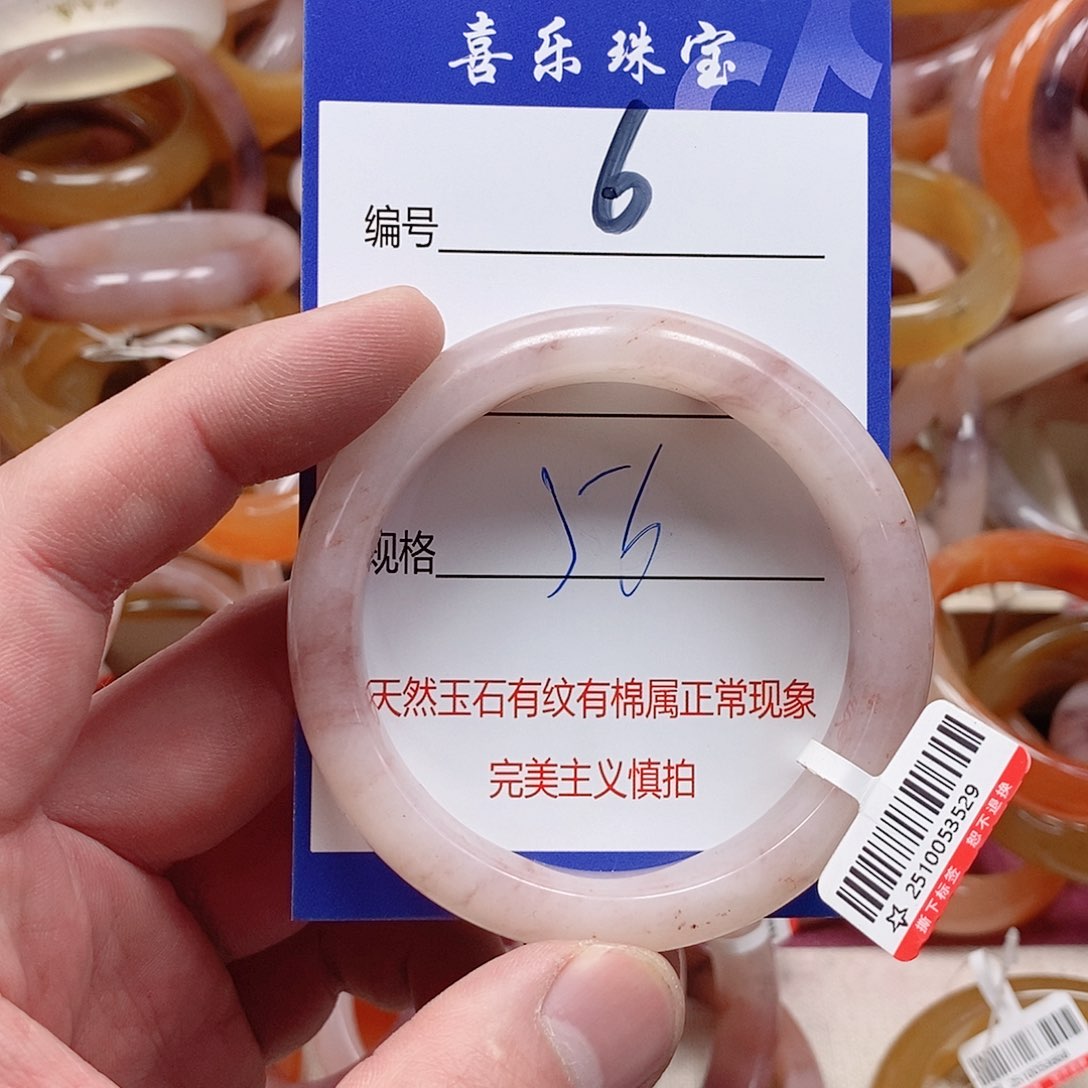 喜乐珠宝
编号 6
规格 56
天然玉石有纹有棉属正常现象
完美主义慎拍
2510053529
撕下标签 恕不退换